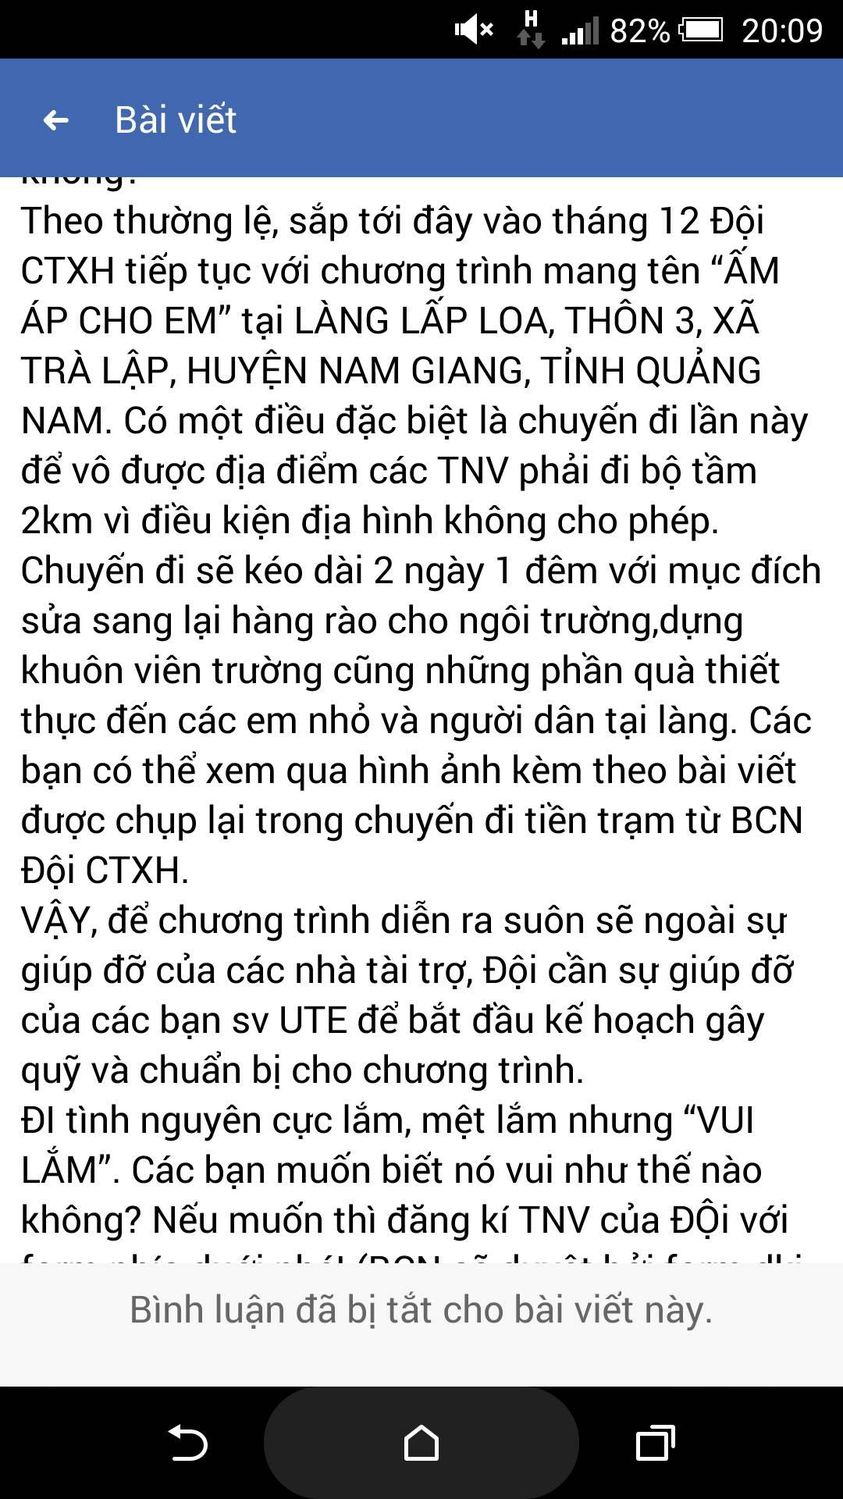 H
82%
20:09
Bài viết
không?
Theo thường lệ, sắp tới đây vào tháng 12 Đội
CTXH tiếp tục với chương trình mang tên “ẤM
ÁP CHO EM” tại LÀNG LẤP LOA, THÔN 3, XÃ
TRÀ LẬP, HUYỆN NAM GIANG, TỈNH QUẢNG
NAM. Có một điều đặc biệt là chuyến đi lần này
để vô được địa điểm các TNV phải đi bộ tầm
2km vì điều kiện địa hình không cho phép.
Chuyến đi sẽ kéo dài 2 ngày 1 đêm với mục đích
sửa sang lại hàng rào cho ngôi trường,dựng
khuôn viên trường cũng những phần quà thiết
thực đến các em nhỏ và người dân tại làng. Các
bạn có thể xem qua hình ảnh kèm theo bài viết
được chụp lại trong chuyến đi tiền trạm từ BCN
Đội CTXH.
VẬY, để chương trình diễn ra suôn sẽ ngoài sự
giúp đỡ của các nhà tài trợ, Đội cần sự giúp đỡ
của các bạn sv UTE để bắt đầu kế hoạch gây
quỹ và chuẩn bị cho chương trình.
ĐI tình nguyên cực lắm, mệt lắm nhưng “VUI
LẮM”. Các bạn muốn biết nó vui như thế nào
không? Nếu muốn thì đăng kí TNV của ĐỘi với
Bình luận đã bị tắt cho bài viết này.